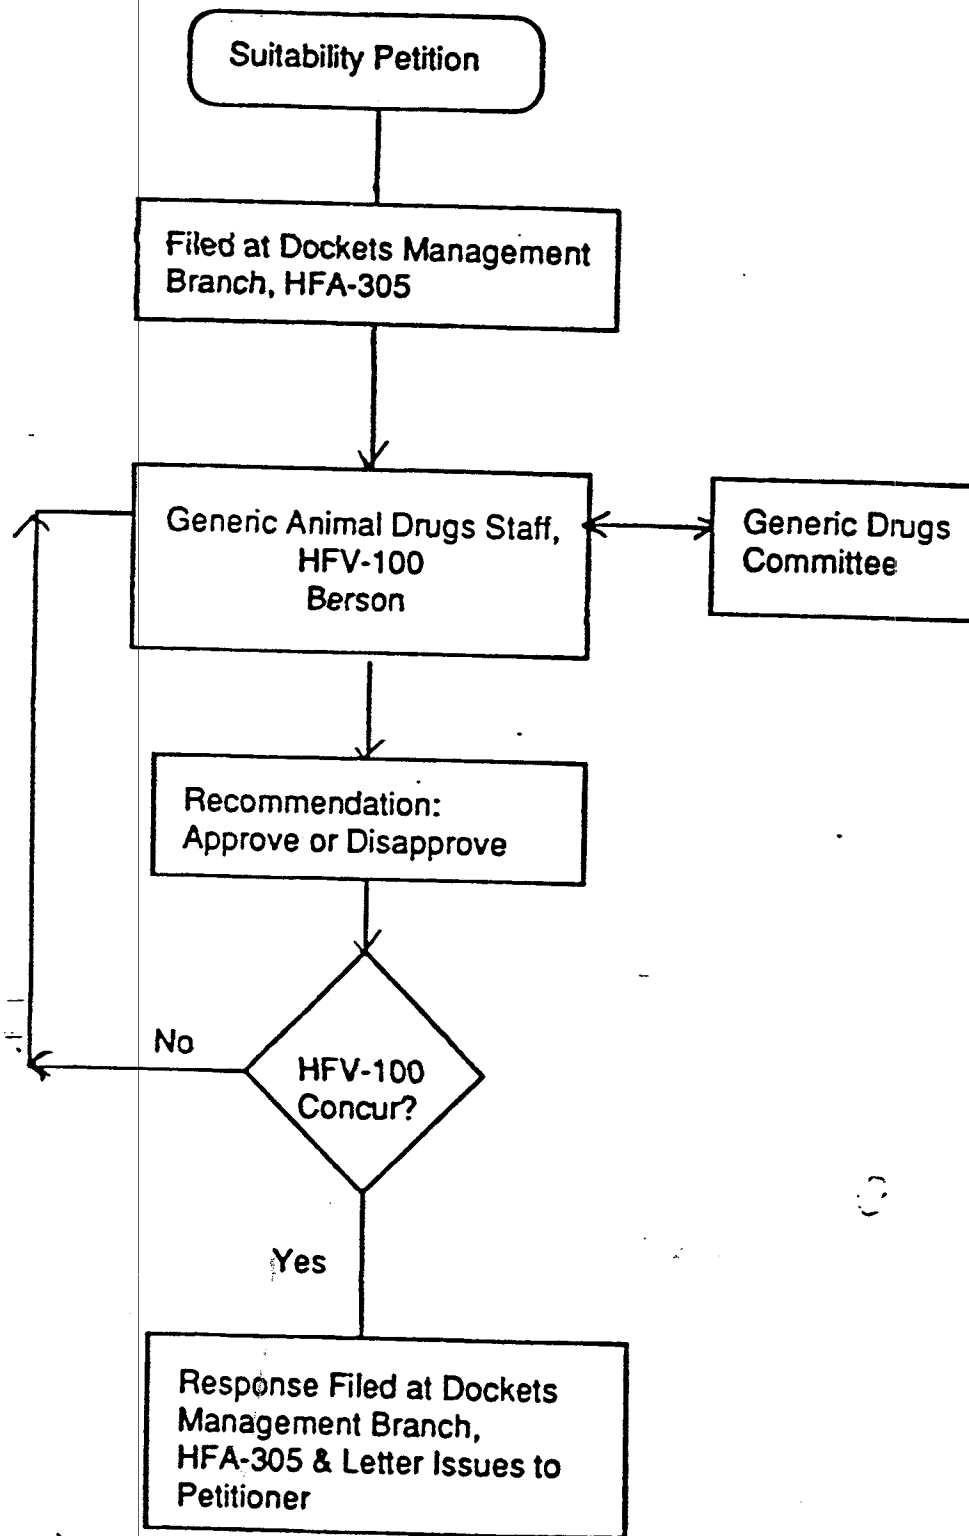 Suitability Petition
Filed at Dockets Management
Branch, HFA-305
Generic Animal Drugs Staff,
HFV-100
Berson
Generic Drugs
Committee
Recommendation:
Approve or Disapprove
No
HFV-100
Concur?
Yes
Response Filed at Dockets
Management Branch,
HFA-305 & Letter Issues to
Petitioner